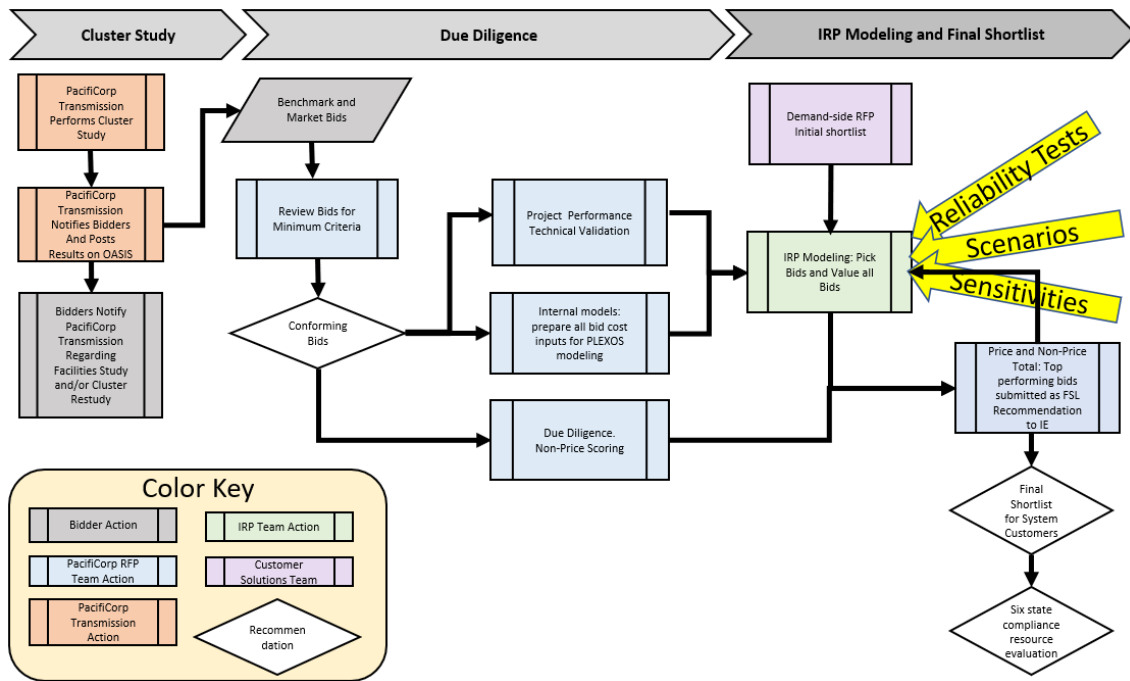 Cluster Study
Due Diligence
IRP Modeling and Final Shortlist
PacifiCorp
Transmission
Performs Cluster
Study
PacifiCorp
Transmission
Notifies Bidders
And Posts
Results on OASIS
Bidders Notify
PacifiCorp
Transmission
Regarding
Facilities Study
and/or Cluster
Restudy
Benchmark and
Market Bids
Review Bids for
Minimum Criteria
Conforming
Bids
Project Performance
Technical Validation
Internal models:
prepare all bid cost
inputs for PLEXOS
modeling
Due Diligence.
Non-Price Scoring
Demand-side RFP
Initial shortlist
IRP Modeling: Pick
Bids and Value all
Bids
Reliability Tests
Scenarios
Sensitivities
Price and Non-Price
Total: Top
performing bids
submitted as FSL
Recommendation
to IE
Final
Shortlist
for System
Customers
Six state
compliance
resource
evaluation
Color Key
Bidder Action
IRP Team Action
PacifiCorp RFP
Team Action
Customer
Solutions Team
PacifiCorp
Transmission
Action
Recommen
dation